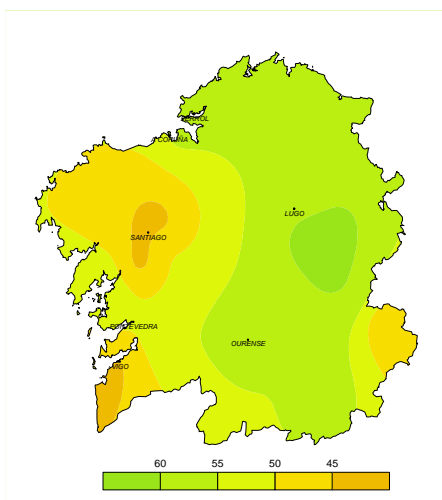 FERROL
A CORUÑA
LUGO
SANTIAGO
PONTEVEDRA
OURENSE
VIGO
60 55 50 45